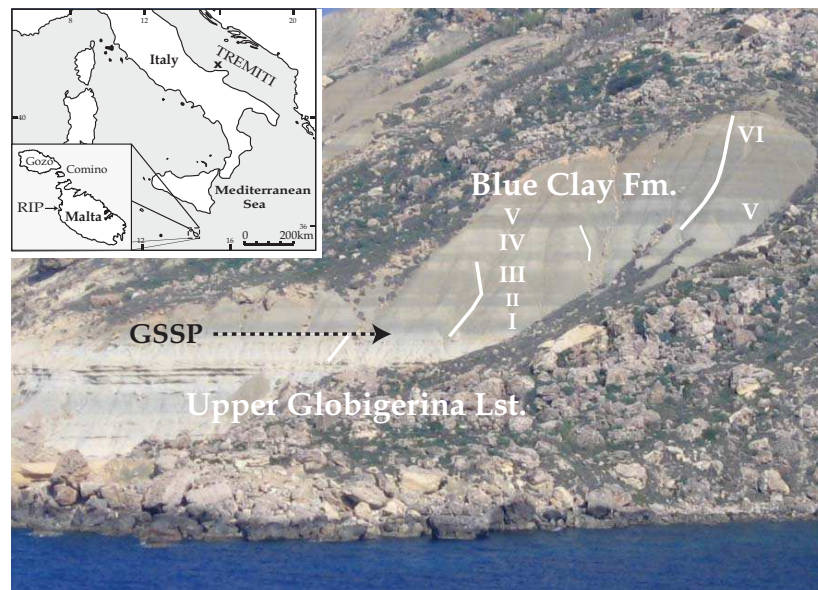 8
12
20
Italy
TREMITI
40
Gozo
Comino
RIP
Malta
Mediterranean
Sea
36
12
16
0 200km
VI
Blue Clay Fm.
V
V
IV
III
II
I
GSSP
Upper Globigerina Lst.